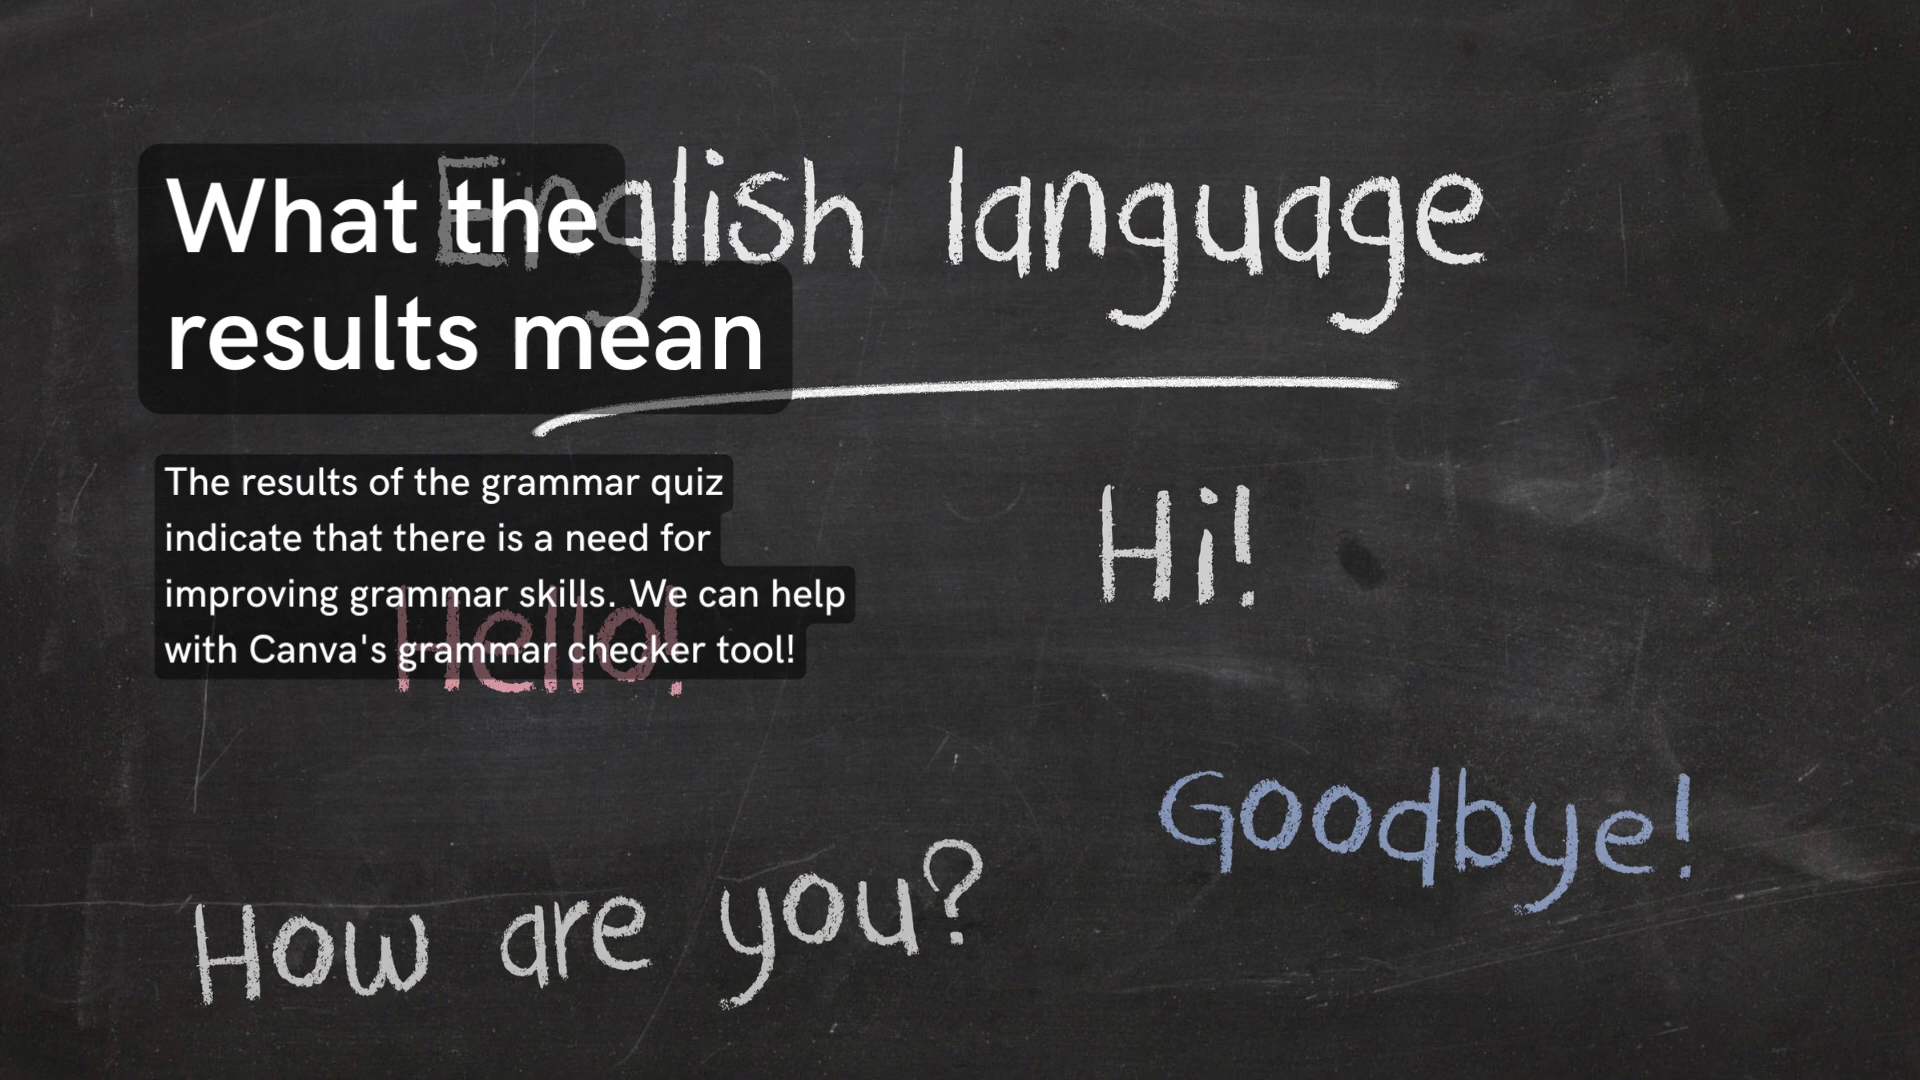 What the
results mean
English language
The results of the grammar quiz
indicate that there is a need for
improving grammar skills. We can help
with Canva's grammar checker tool!
Hello!
Hi!
Goodbye!
How are you?